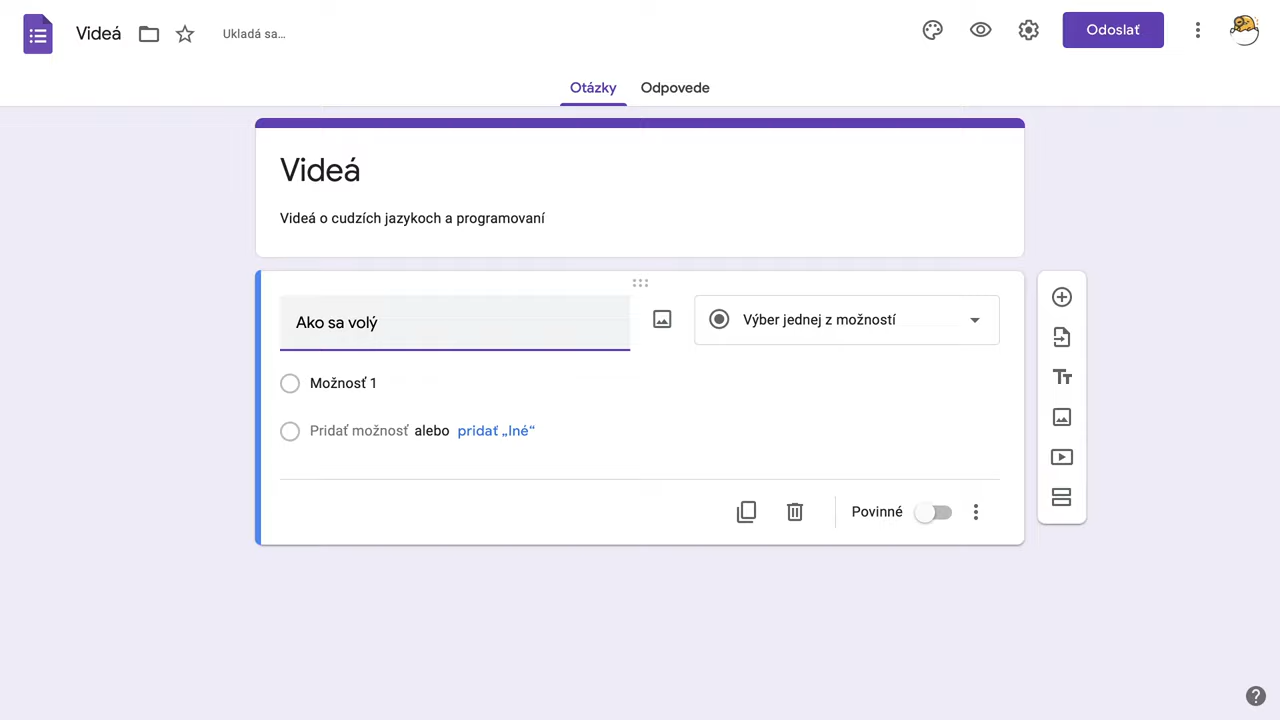 Videá
Ukladá sa...
Odoslať
Otázky
Odpovede
Videá
Videá o cudzích jazykoch a programovaní
Ako sa volý
Výber jednej z možností
Možnosť 1
Pridať možnosť alebo pridať „Iné“
Povinné